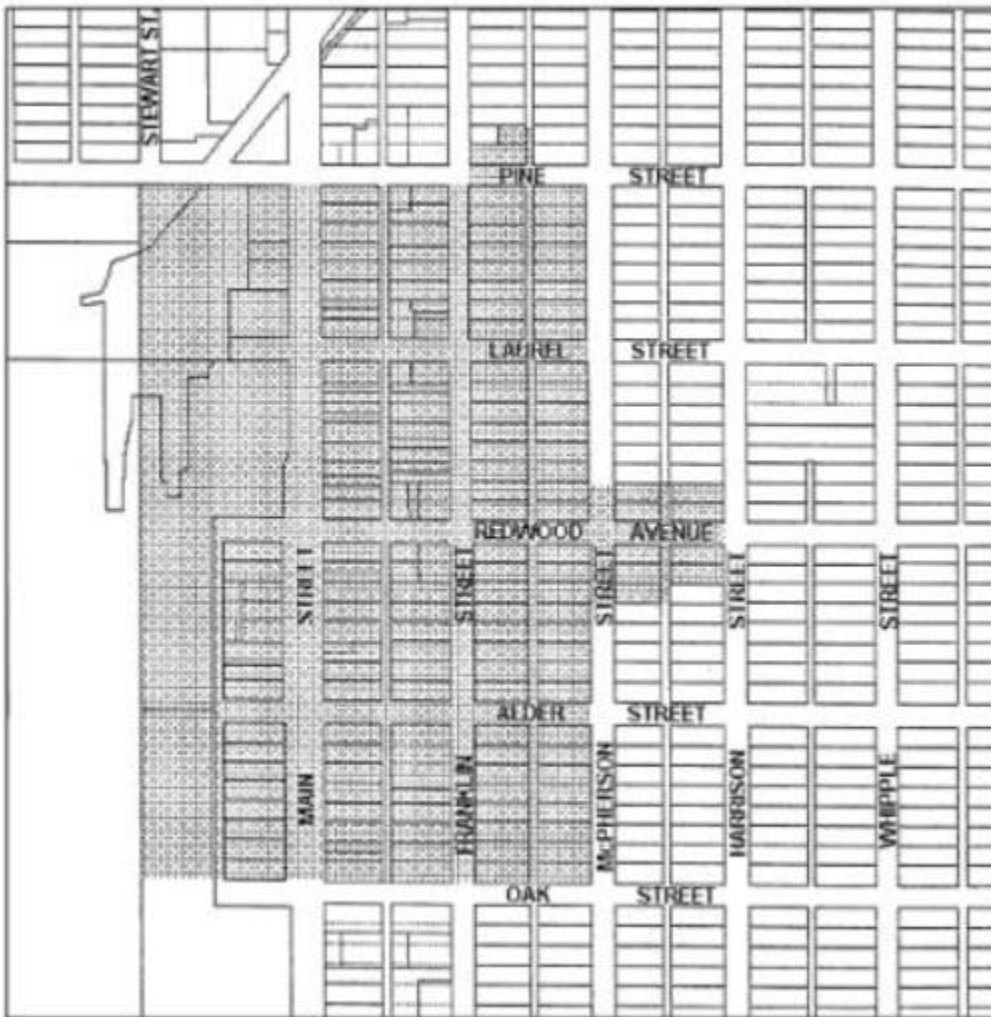 STEWART ST.
PINE STREET
LAUREL STREET
REDWOOD AVENUE
STREET
STREET
STREET
STREET
STREET
ALDER STREET
MAIN
FRANKLIN
McPHERSON
HARRISON
WHIPPLE
OAK STREET